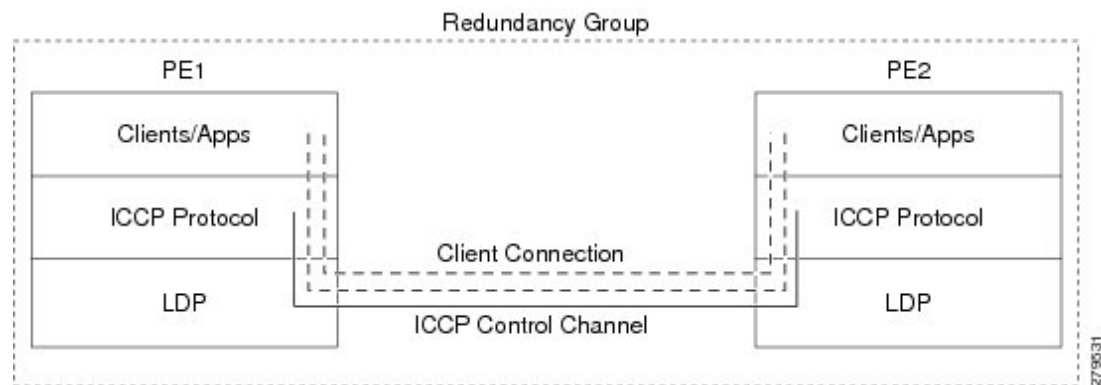 Redundancy Group
PE1
PE2
Clients/Apps
Clients/Apps
ICCP Protocol
ICCP Protocol
Client Connection
LDP
LDP
ICCP Control Channel
279531